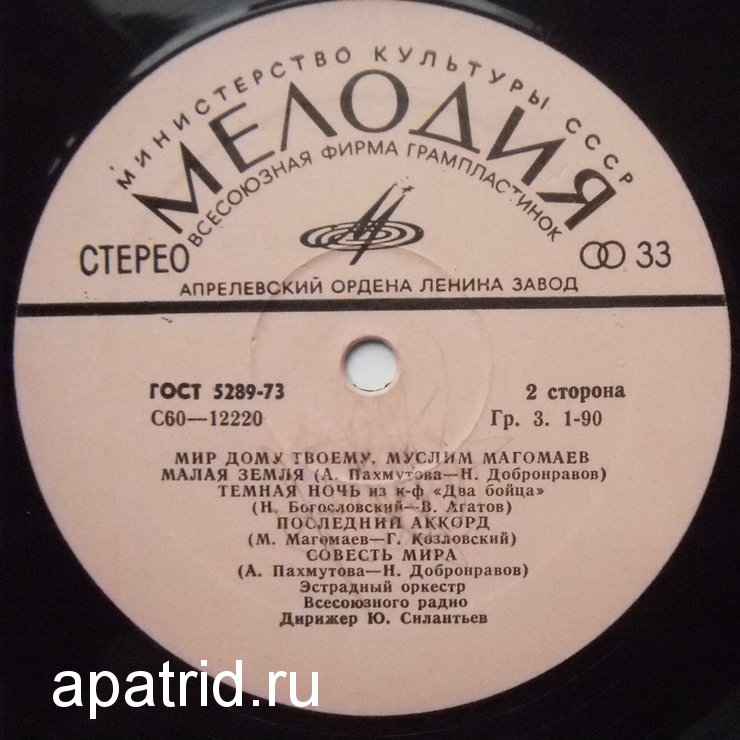 МИНИСТЕРСТВО КУЛЬТУРЫ СССР
МЕЛОДИЯ
ВСЕСОЮЗНАЯ ФИРМА ГРАМПЛАСТИНОК
СТЕРЕО
33
АПРЕЛЕВСКИЙ ОРДЕНА ЛЕНИНА ЗАВОД
ГОСТ 5289-73
2 сторона
С60—12220
Гр. 3. 1-90
МИР ДОМУ ТВОЕМУ, МУСЛИМ МАГОМАЕВ
МАЛАЯ ЗЕМЛЯ (А. Пахмутова—Н. Добронравов)
ТЕМНАЯ НОЧЬ из к-ф «Два бойца»
(Н. Богословский—В. Агатов)
ПОСЛЕДНИЙ АККОРД
(М. Магомаев—Г. Козловский)
СОВЕСТЬ МИРА
(А. Пахмутова—Н. Добронравов)
Эстрадный оркестр
Всесоюзного радио
Дирижер Ю. Силантьев
apatrid.ru